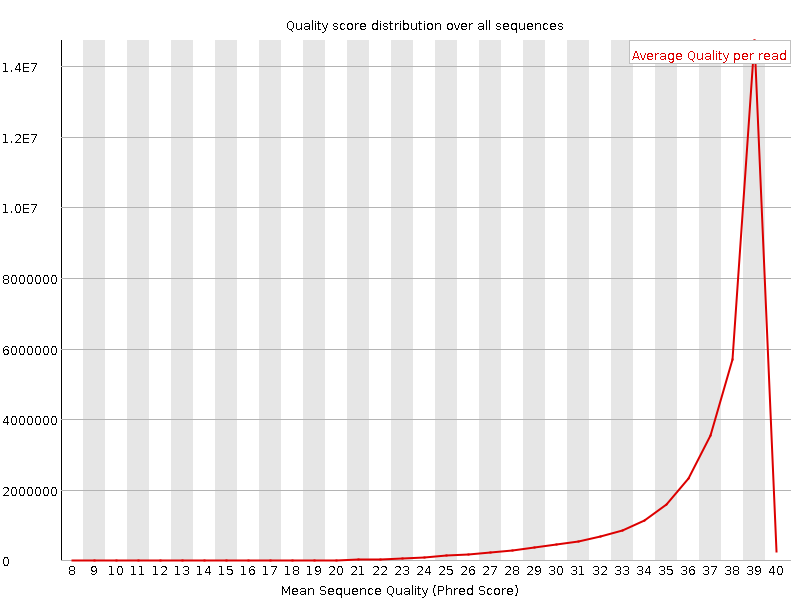 Quality score distribution over all sequences
Average Quality per read
1.4E7
1.2E7
1.0E7
8000000
6000000
4000000
2000000
0
8 9 10 11 12 13 14 15 16 17 18 19 20 21 22 23 24 25 26 27 28 29 30 31 32 33 34 35 36 37 38 39 40
Mean Sequence Quality (Phred Score)